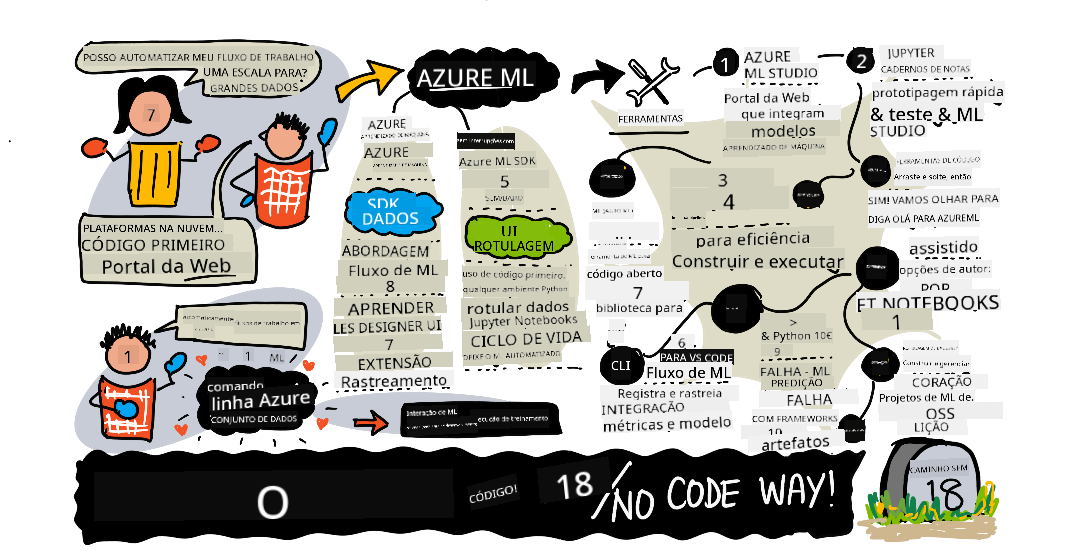 POSSO AUTOMATIZAR MEU FLUXO DE TRABALHO
UMA ESCALA PARA?
GRANDES DADOS
7
PLATAFORMAS NA NUVEM...
CÓDIGO PRIMEIRO
Portal da Web
automaticamente
1
ML
1
comando
linha Azure
CONJUNTO DE DADOS
AZURE ML
AZURE
AZURE
SDK
DADOS
ABORDAGEM
Fluxo de ML
8
APRENDER
LES DESIGNER UI
7
EXTENSÃO
Rastreamento
Azure ML SDK
5
UI
ROTULAGEM
uso de código primeiro,
qualquer ambiente Python
rotular dados
Jupyter Notebooks
CICLO DE VIDA
Interação de ML
FERRAMENTAS
1
AZURE
ML STUDIO
Portal da Web
que integram
modelos
APRENDIZADO DE MÁQUINA
3
4
para eficiência
Construir e executar
código aberto
7
biblioteca para
CLI
6
PARA VS CODE
Fluxo de ML
Registra e rastreia
INTEGRAÇÃO
métricas e modelo
>
& Python 10€
9
FALHA - ML
PREDIÇÃO
FALHA
COM FRAMEWORKS
10
artefatos
2
JUPYTER
CADERNOS DE NOTAS
prototipagem rápida
& teste & ML
STUDIO
FERRAMENTAS DE CÓDIGO
Arraste e solte, então
SIM! VAMOS OLHAR PARA
DIGA OLÁ PARA AZUREML
assistido
opções de autor:
POR
ET NOTEBOOKS
1
CORAÇÃO
Projetos de ML de.
OSS
LIÇÃO
O
CÓDIGO!
18
/NO CODE WAY!
CAMINHO SEM
18